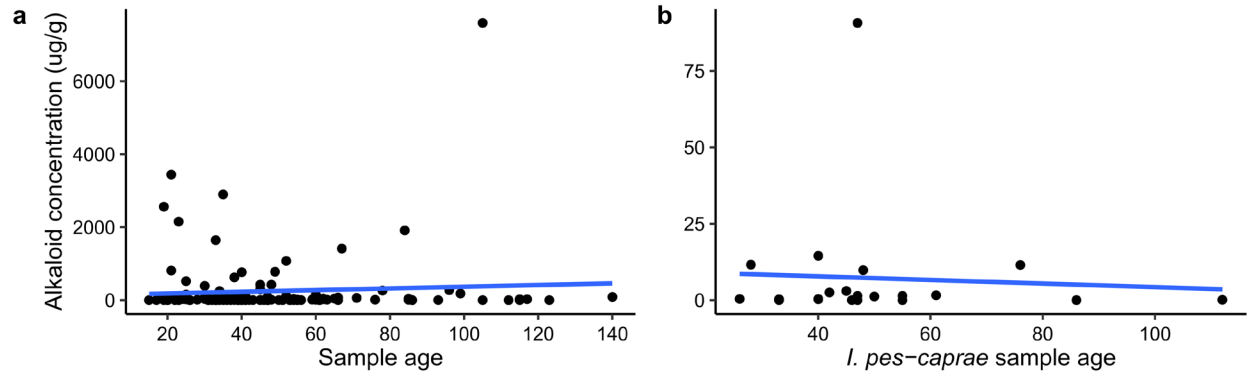 a
Alkaloid concentration (ug/g)
6000
4000
2000
0
20 40 60 80 100 120 140
Sample age
b
75
50
25
0
40 60 80 100
I. pes−caprae sample age